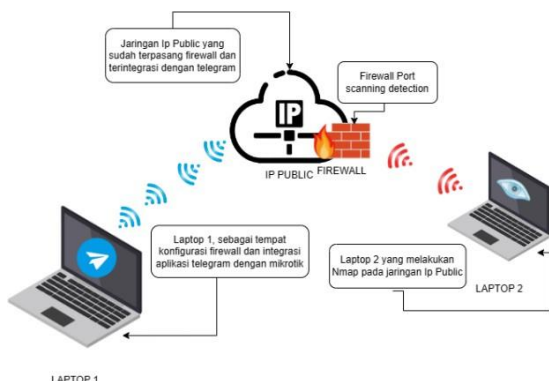 Jaringan Ip Public yang
sudah terpasang firewall dan
terintegrasi dengan telegram
Firewall Port
scanning detection
IP
IP PUBLIC
FIREWALL
Laptop 1, sebagai tempat
konfigurasi firewall dan integrasi
aplikasi telegram dengan mikrotik
Laptop 2 yang melakukan
Nmap pada jaringan Ip Public
LAPTOP 2
LAPTOP 1